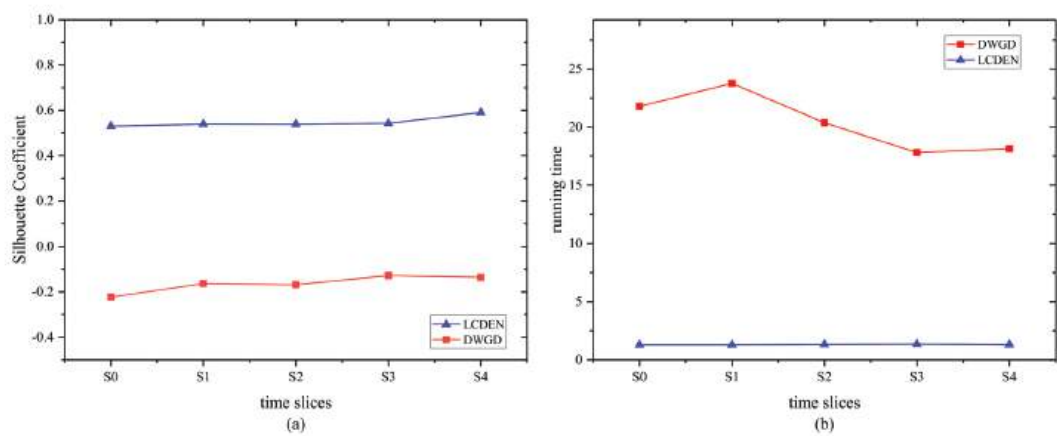 Silhouette Coefficient
1.0
0.8
0.6
0.4
0.2
0.0
-0.2
-0.4
S0 S1 S2 S3 S4
time slices
(a)
LCDEN
DWGD
running time
25
20
15
10
5
0
S0 S1 S2 S3 S4
time slices
(b)
DWGD
LCDEN